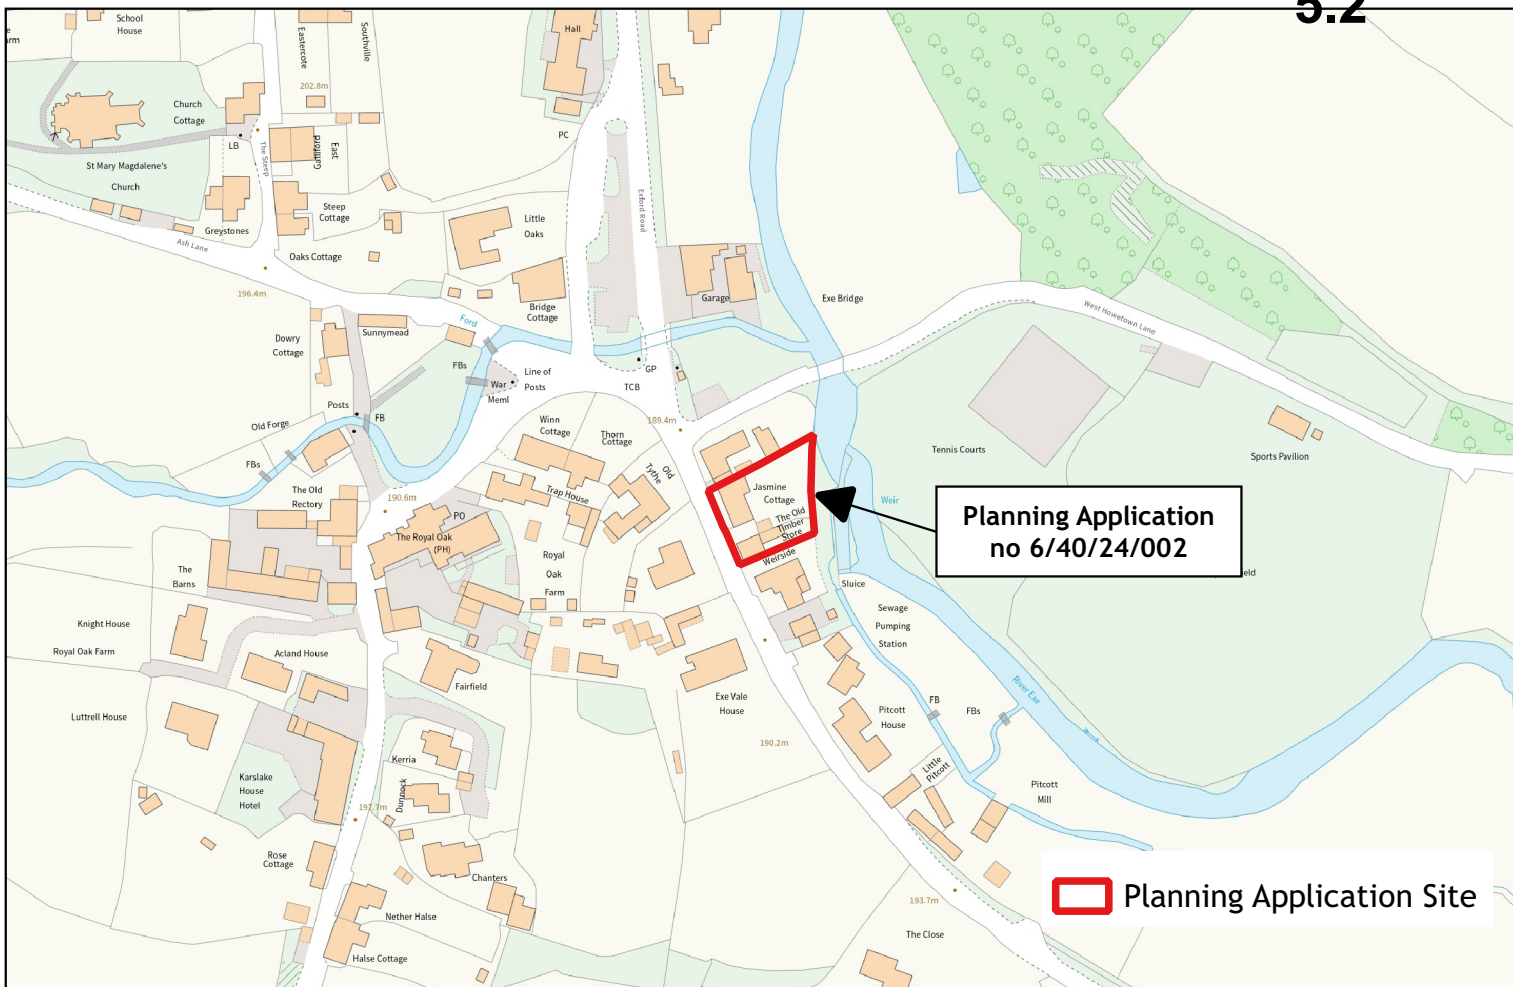 5.2
School
House
Eastercote
Southville
Hall
202.8m
Church
Cottage
LB
The Steep
East
Garliford
PC
St Mary Magdalene's
Church
Steep
Cottage
Little
Oaks
Exford Road
Greystones
Ash Lane
Oaks Cottage
196.4m
Bridge
Cottage
Garage
Exe Bridge
West Howetown Lane
Ford
Sunnymead
Dowry
Cottage
FBs
War
Meml
Line of
Posts
GP
TCB
Posts
FB
Old Forge
Winn
Cottage
Thorn
Cottage
189.4m
Tennis Courts
Sports Pavilion
FBs
Old
Tythe
The Old
Rectory
190.6m
Trap House
Jasmine
Cottage
The Old
Timber
Store
Weir
Planning Application
no 6/40/24/002
PO
The Royal Oak
(PH)
Weirside
Royal
Oak
Farm
The
Barns
Sluice
eld
Knight House
Sewage
Pumping
Station
Royal Oak Farm
Acland House
Fairfield
Exe Vale
House
River Exe
FB
FBs
Luttrell House
Pitcott
House
190.2m
Kerria
Little
Pitcott
Karslake
House
Hotel
Dunnock
Pitcott
Mill
197.7m
Rose
Cottage
Chanters
Planning Application Site
193.7m
Nether Halse
The Close
Halse Cottage